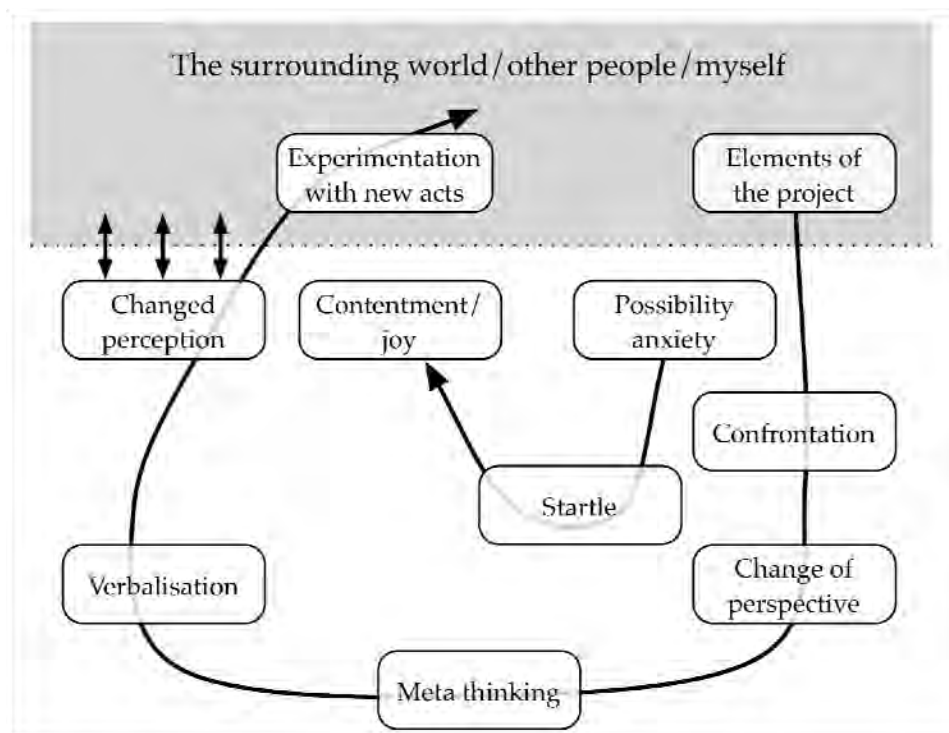 The surrounding world/other people/myself
Experimentation
with new acts
Elements of
the project
Changed
perception
Contentment/
joy
Possibility
anxiety
Confrontation
Startle
Verbalisation
Change of
perspective
Meta thinking